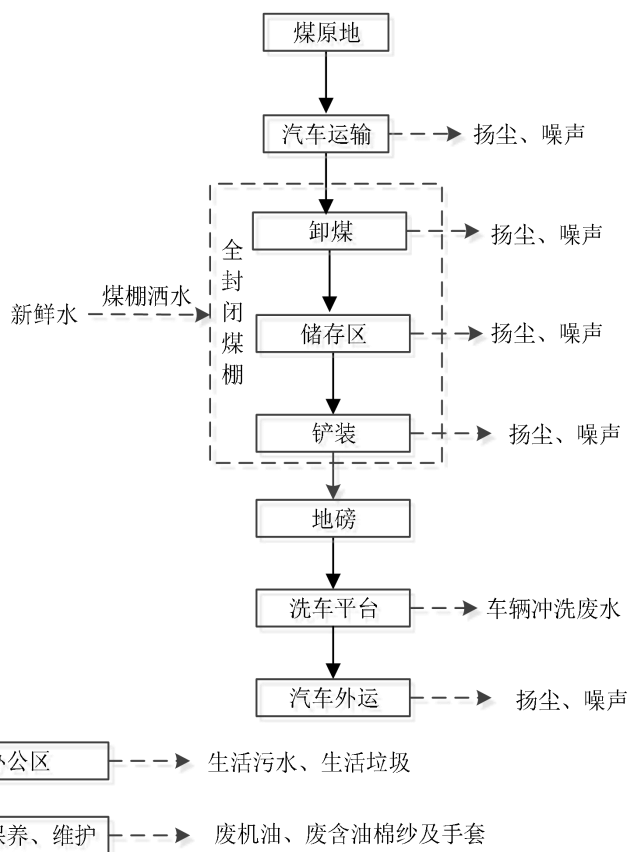 煤原地
汽车运输
扬尘、噪声
卸煤
扬尘、噪声
全封闭煤棚
新鲜水
煤棚洒水
储存区
扬尘、噪声
铲装
扬尘、噪声
地磅
洗车平台
车辆冲洗废水
汽车外运
扬尘、噪声
公区
生活污水、生活垃圾
养、维护
废机油、废含油棉纱及手套